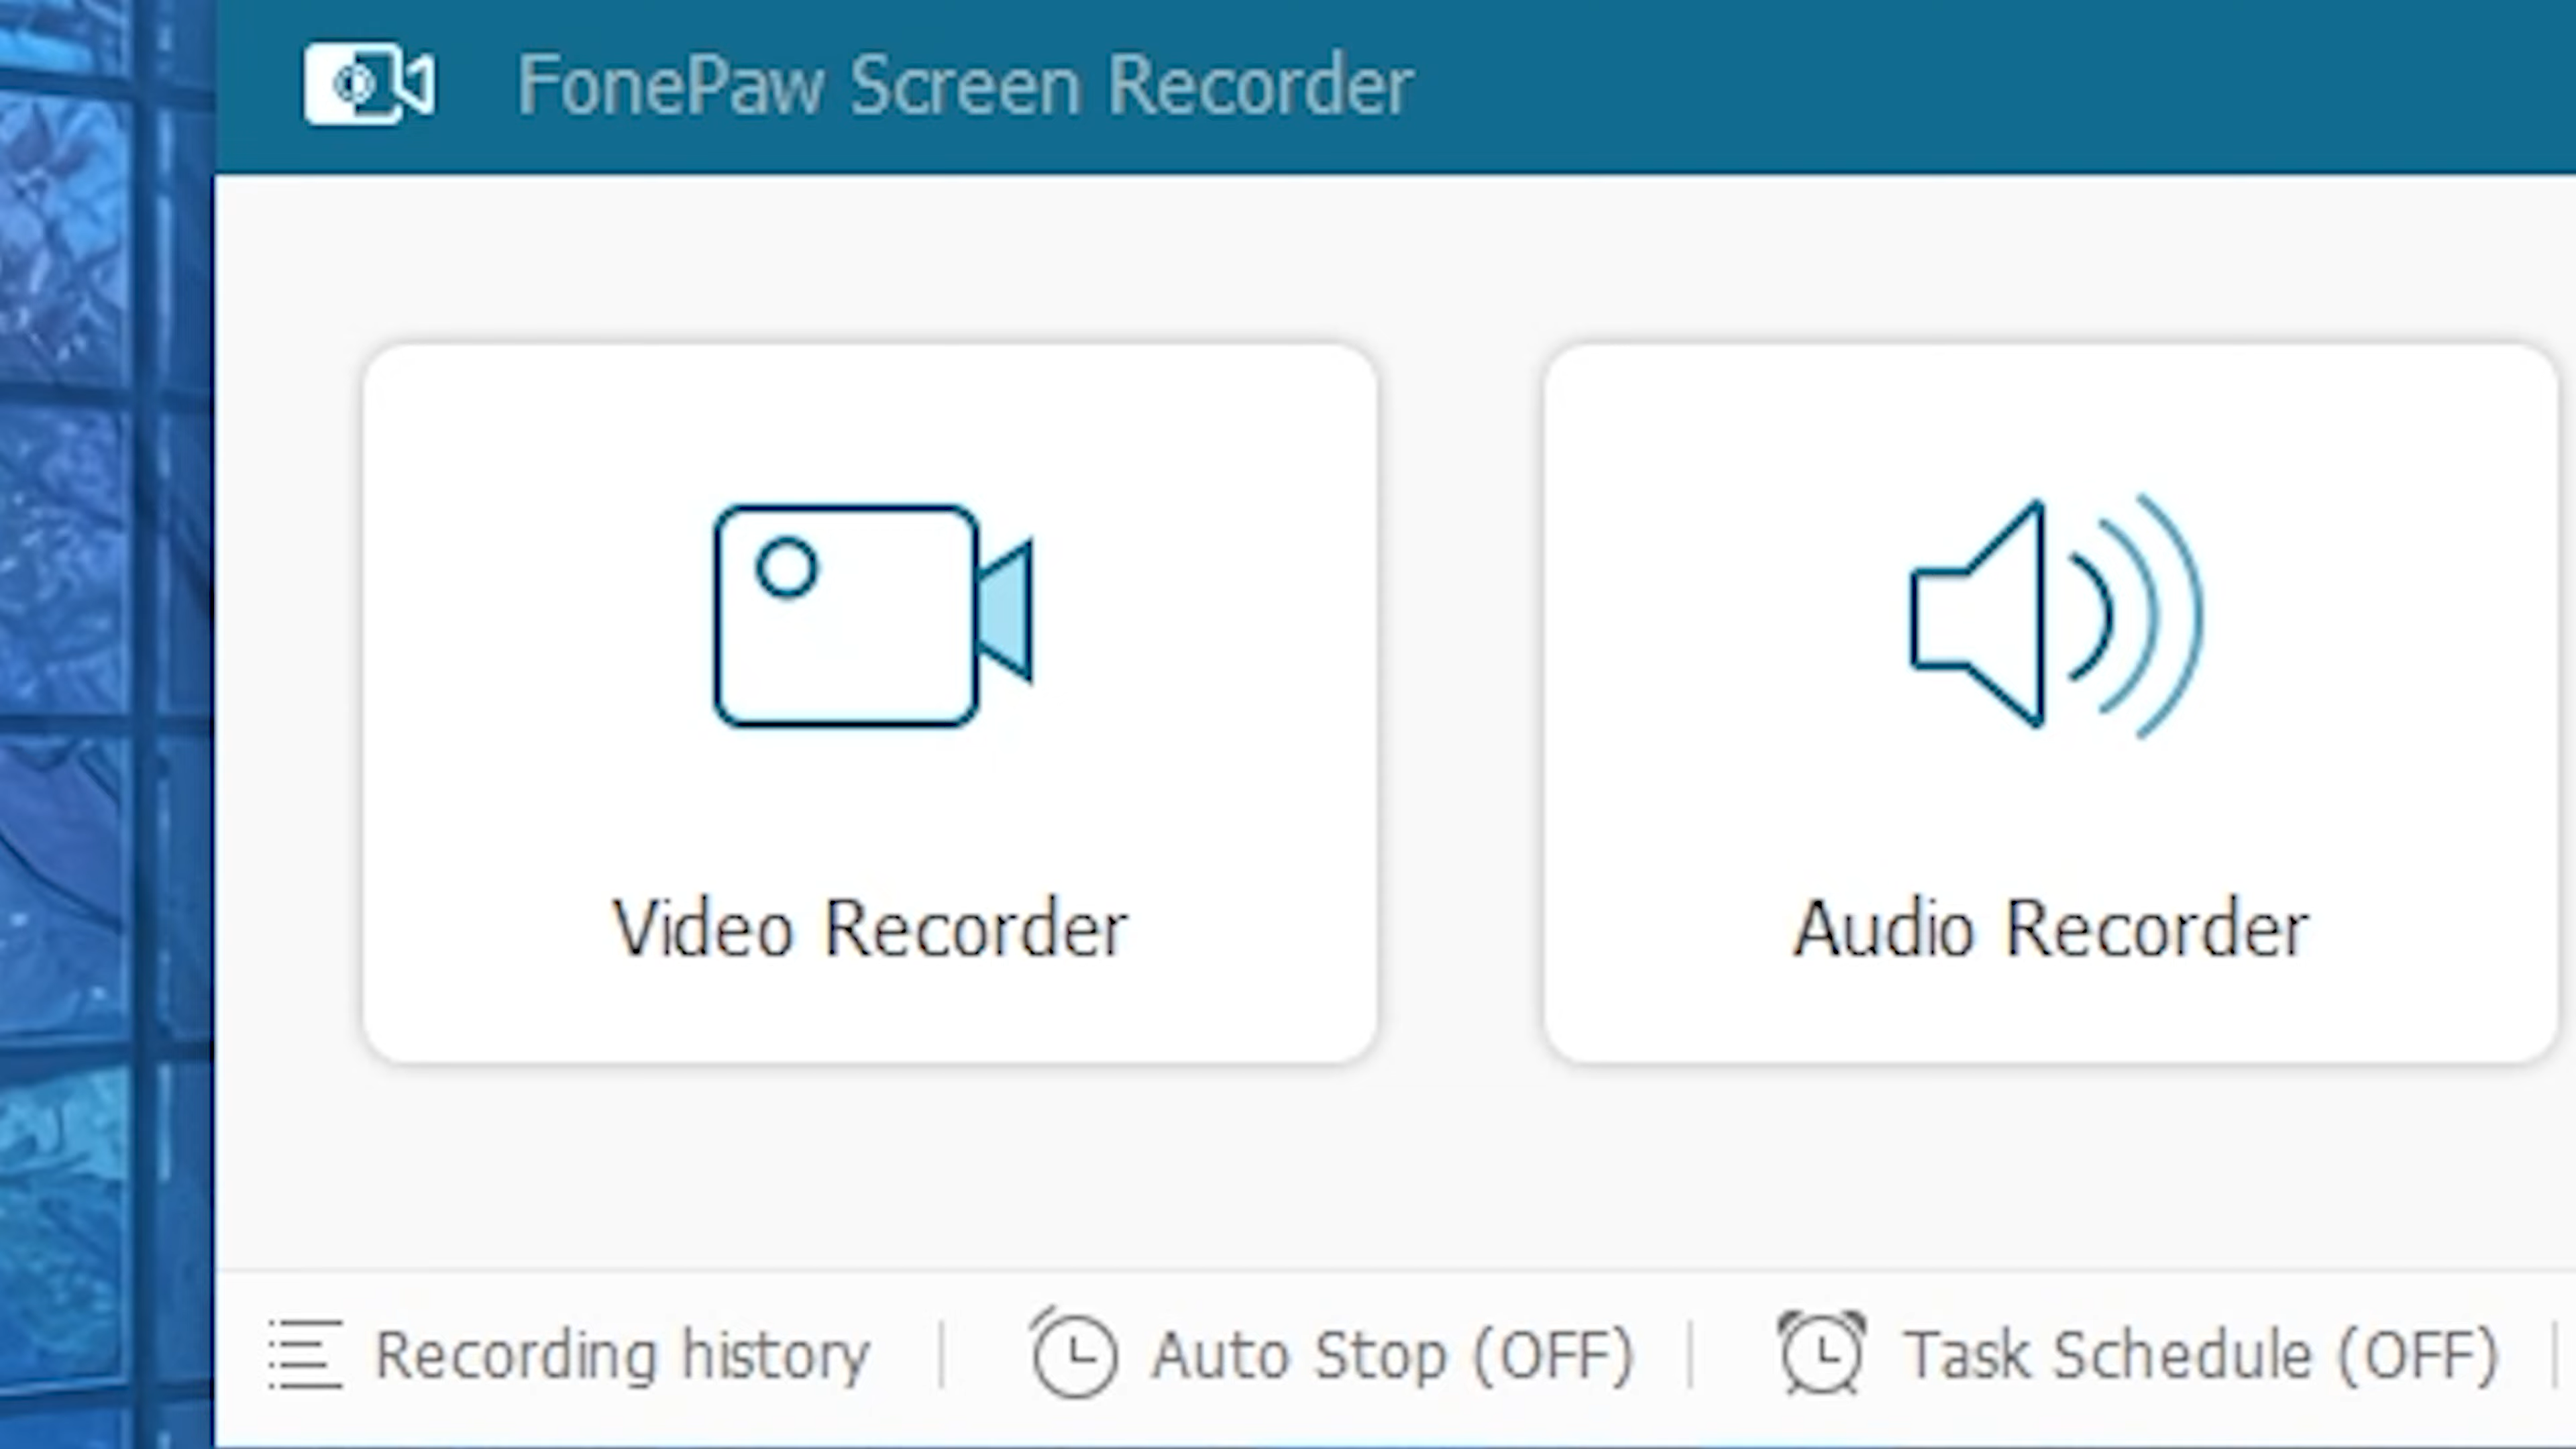 FonePaw Screen Recorder
Video Recorder
Audio Recorder
Recording history
Auto Stop (OFF)
Task Schedule (OFF)